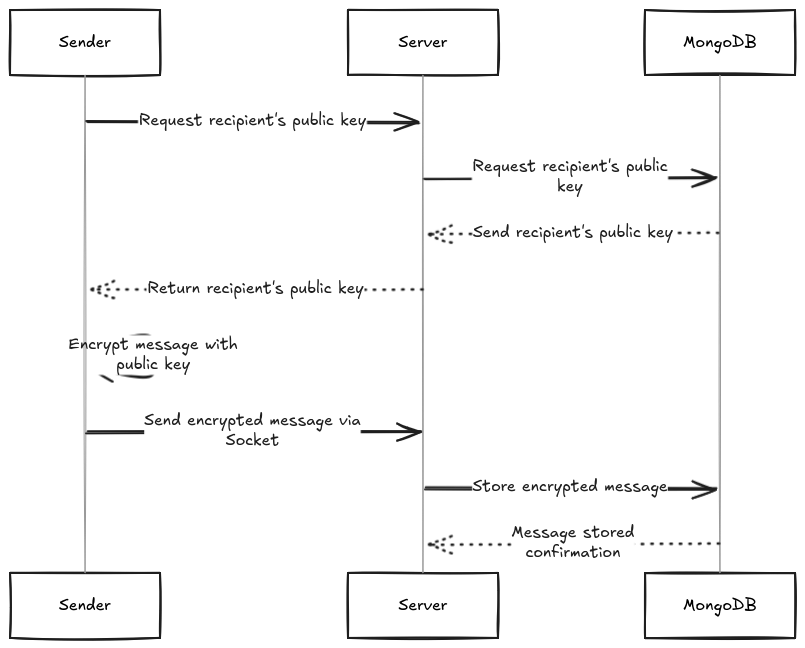 Sender
Server
MongoDB
Request recipient's public key
Request recipient's public
key
Send recipient's public key
Return recipient's public key
Encrypt message with
public key
Send encrypted message via
Socket
Store encrypted message
Message stored
confirmation
Sender
Server
MongoDB